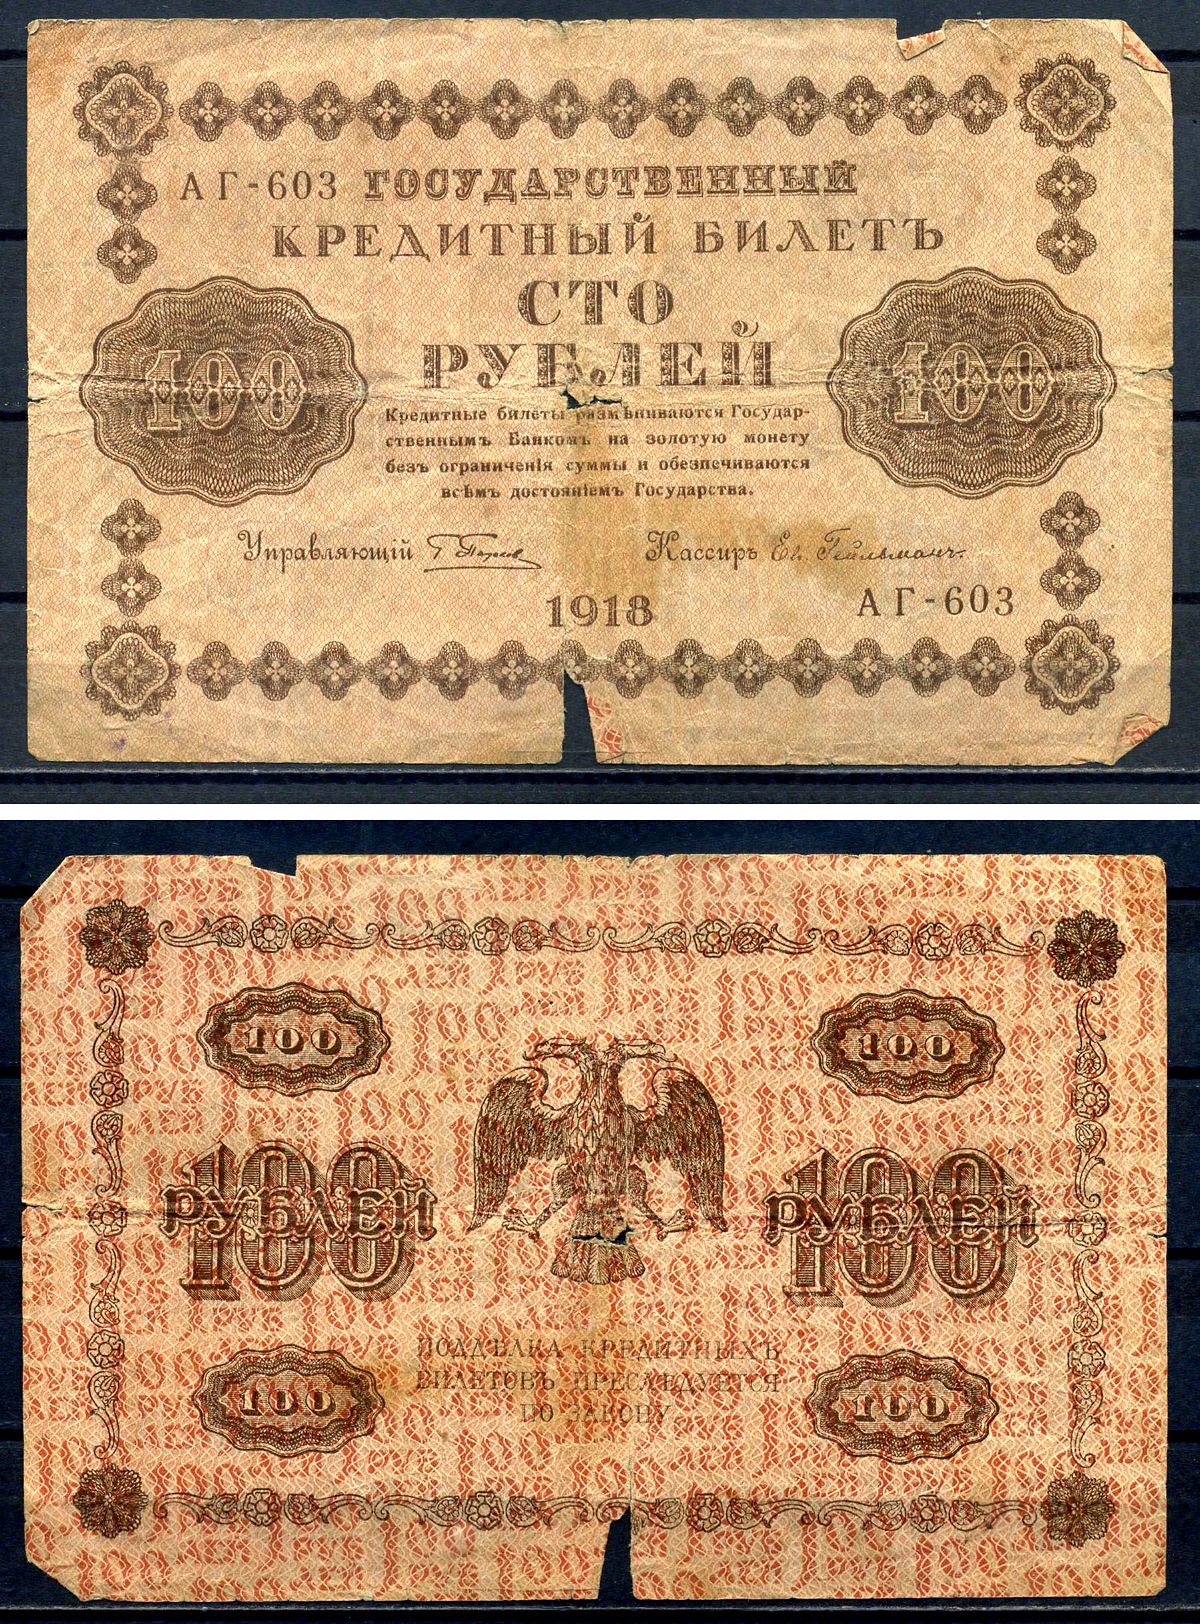 АГ-603 ГОСУДАРСТВЕННЫЙ
КРЕДИТНЫЙ БИЛЕТЪ
СТО
РУБЛЕЙ
100
100
Кредитные билеты размѣниваются Государ-
ственнымъ Банкомъ на золотую монету
безъ ограниченія суммы и обезпечиваются
всѣмъ достояніемъ Государства.
Управляющій
Кассиръ Ег. Гейльманъ.
1918
АГ-603
100
100
100 РУБЛЕЙ
100 РУБЛЕЙ
ПОДДѢЛКА КРЕДИТНЫХЪ
БИЛЕТОВЪ ПРЕСЛѢДУЕТСЯ
ПО ЗАКОНУ
100
100